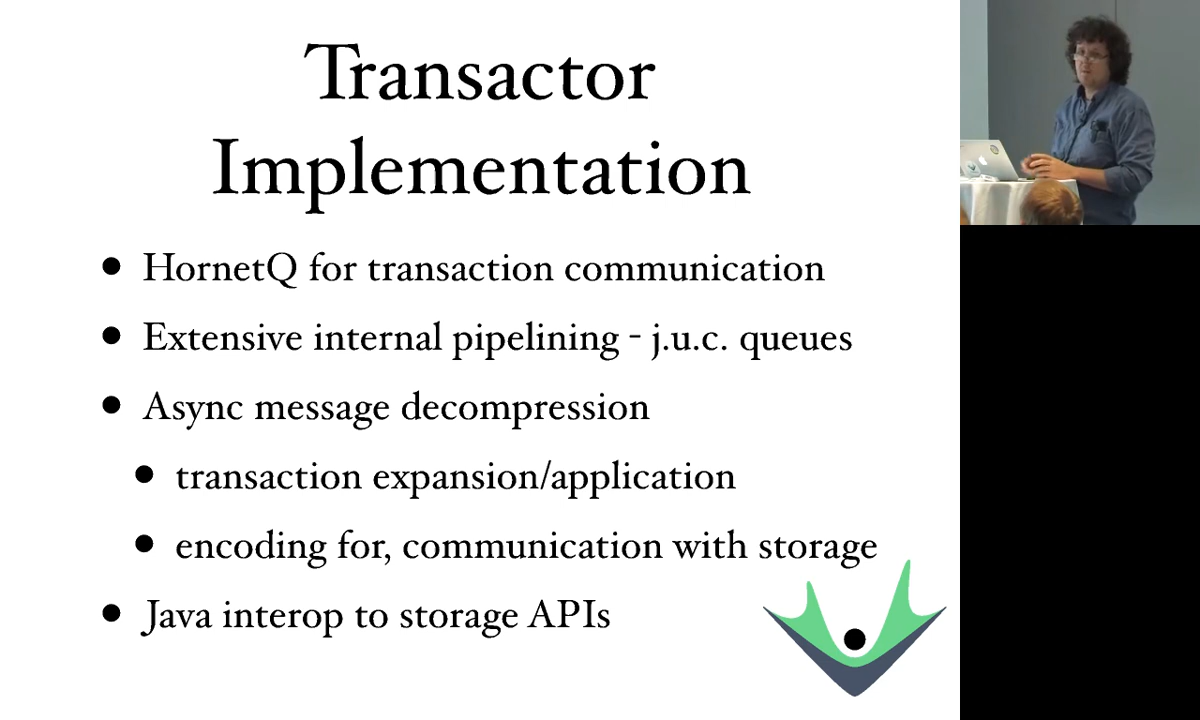 Transactor
Implementation
• HornetQ for transaction communication
• Extensive internal pipelining - j.u.c. queues
• Async message decompression
• transaction expansion/application
• encoding for, communication with storage
• Java interop to storage APIs